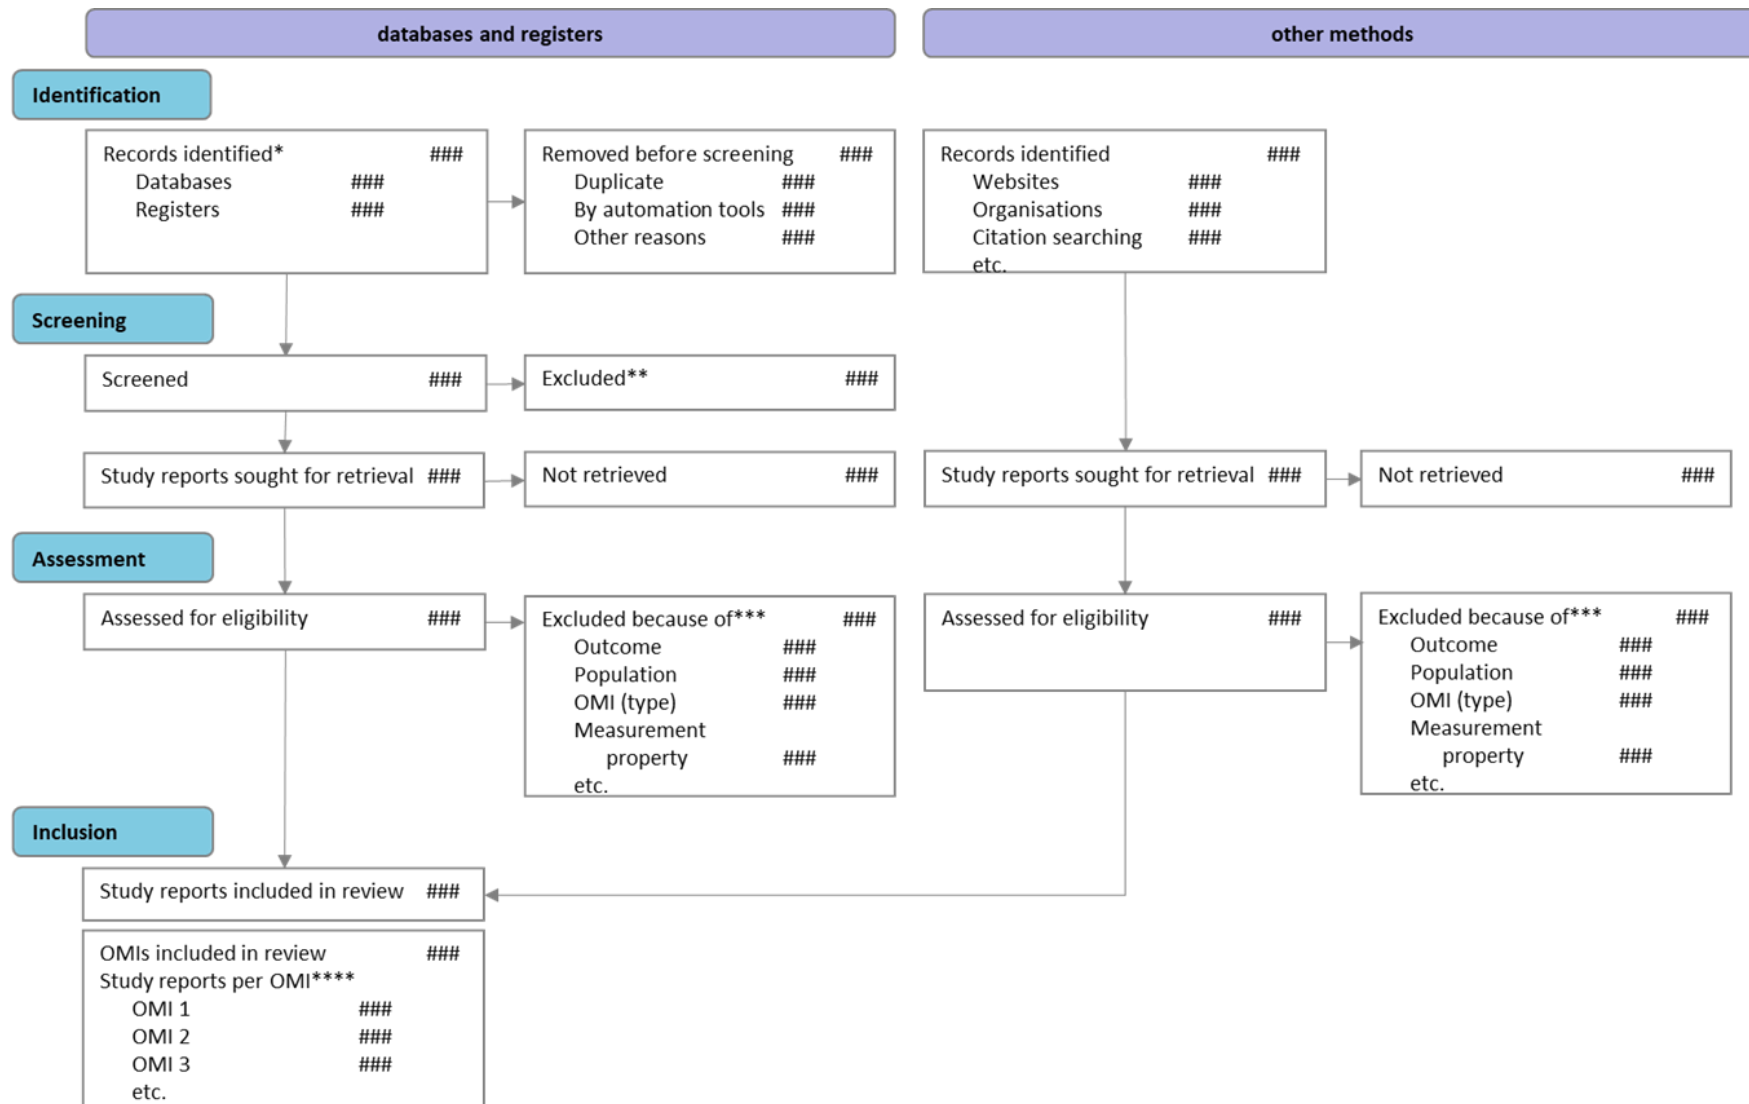 databases and registers
other methods
Identification
Records identified* ###
Databases ###
Registers ###
Removed before screening ###
Duplicate ###
By automation tools ###
Other reasons ###
Records identified ###
Websites ###
Organisations ###
Citation searching ###
etc.
Screening
Screened ###
Excluded** ###
Study reports sought for retrieval ###
Not retrieved ###
Study reports sought for retrieval ###
Not retrieved ###
Assessment
Assessed for eligibility ###
Excluded because of*** ###
Outcome ###
Population ###
OMI (type) ###
Measurement
property ###
etc.
Assessed for eligibility ###
Excluded because of*** ###
Outcome ###
Population ###
OMI (type) ###
Measurement
property ###
etc.
Inclusion
Study reports included in review ###
OMIs included in review ###
Study reports per OMI****
OMI 1 ###
OMI 2 ###
OMI 3 ###
etc.